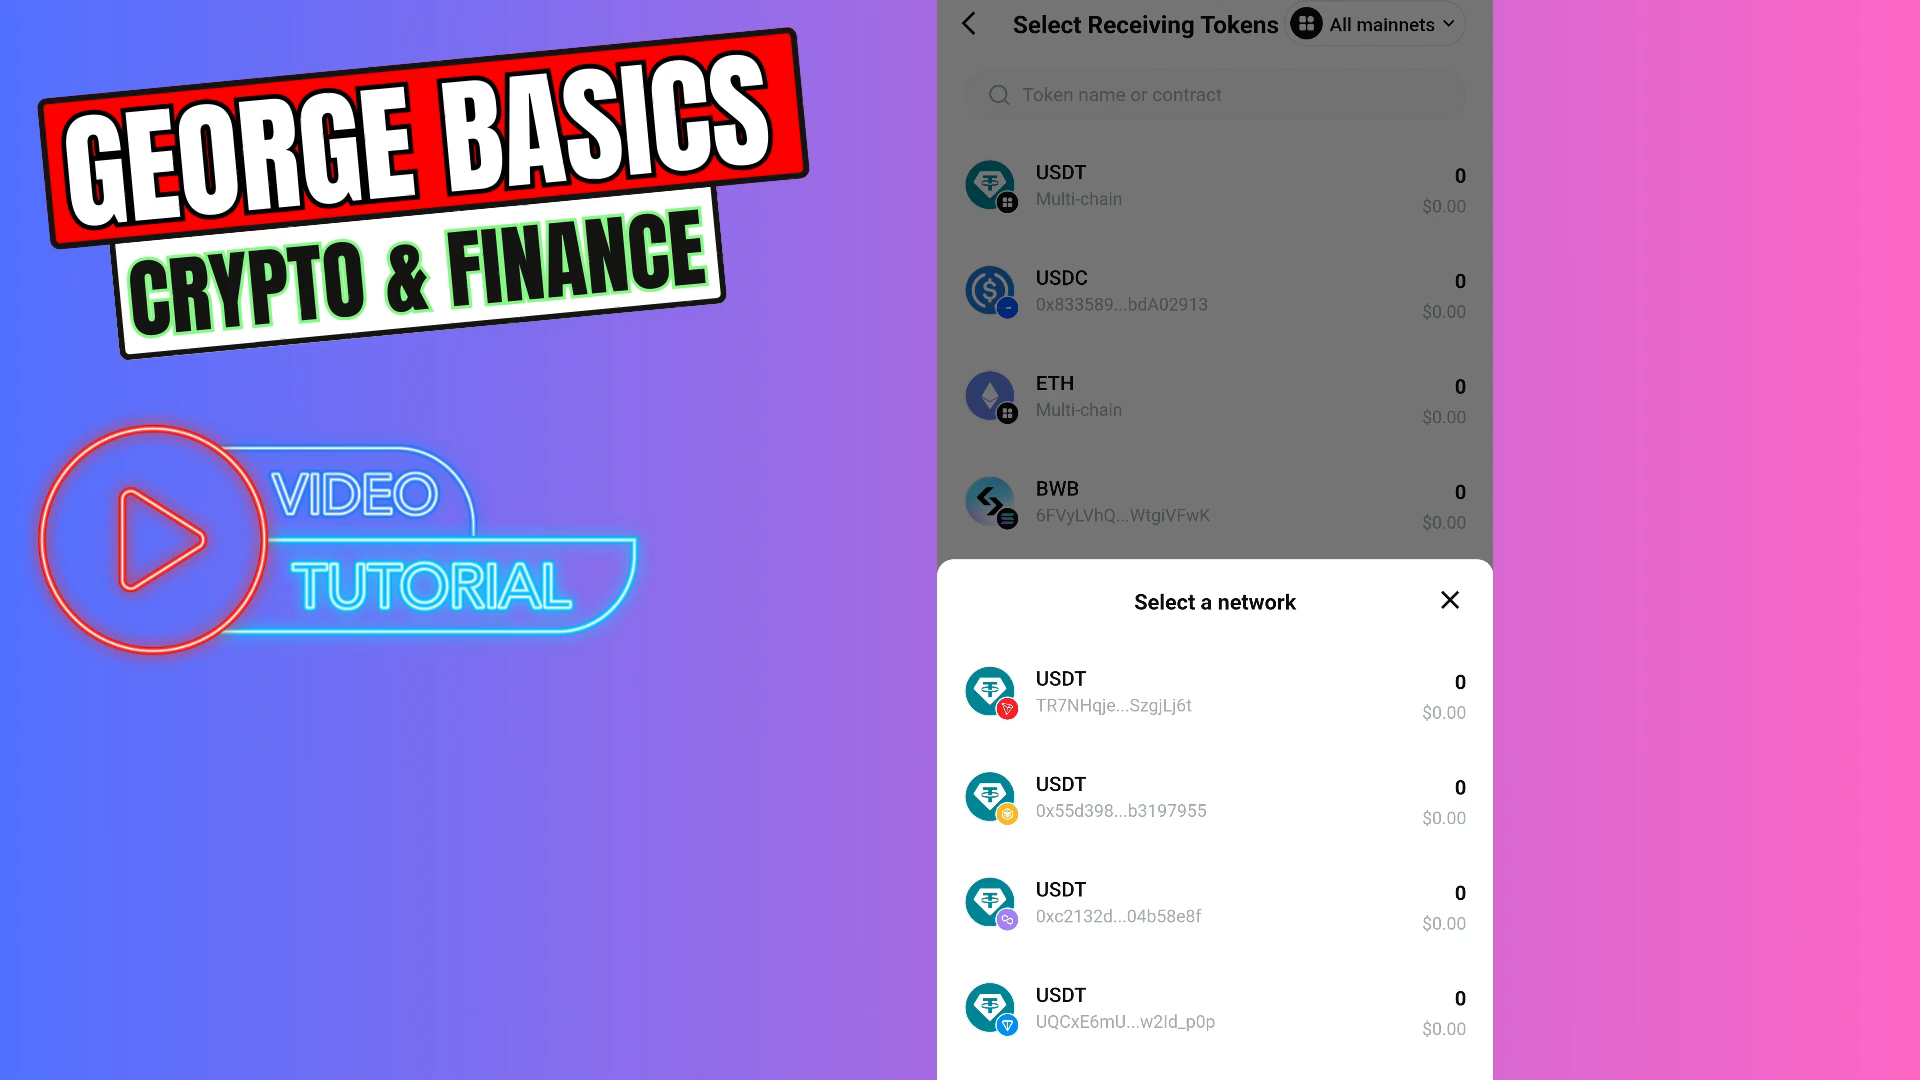 GEORGE BASICS
CRYPTO & FINANCE
VIDEO
TUTORIAL
Select Receiving Tokens
All mainnets
Token name or contract
USDT
0
Multi-chain
$0.00
USDC
0
0x833589...bdA02913
$0.00
ETH
0
Multi-chain
$0.00
BWB
0
6FVyLVhQ...WtgiVFwK
$0.00
Select a network
USDT
0
TR7NHqje...SzgjLj6t
$0.00
USDT
0
0x55d398...b3197955
$0.00
USDT
0
0xc2132d...04b58e8f
$0.00
USDT
0
UQCxE6mU...w2Id_p0p
$0.00